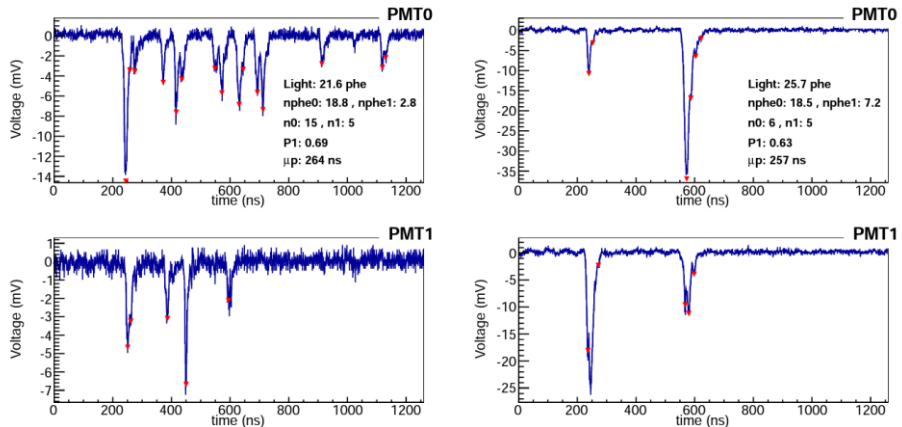 PMT0
Voltage (mV)
0
-2
-4
-6
-8
-10
-12
-14
Light: 21.6 phe
nphe0: 18.8 , nphe1: 2.8
n0: 15 , n1: 5
P1: 0.69
μp: 264 ns
0 200 400 600 800 1000 1200
time (ns)
PMT0
Voltage (mV)
0
-5
-10
-15
-20
-25
-30
-35
Light: 25.7 phe
nphe0: 18.5 , nphe1: 7.2
n0: 6 , n1: 5
P1: 0.63
μp: 257 ns
0 200 400 600 800 1000 1200
time (ns)
PMT1
Voltage (mV)
1
0
-1
-2
-3
-4
-5
-6
-7
0 200 400 600 800 1000 1200
time (ns)
PMT1
Voltage (mV)
0
-5
-10
-15
-20
-25
0 200 400 600 800 1000 1200
time (ns)